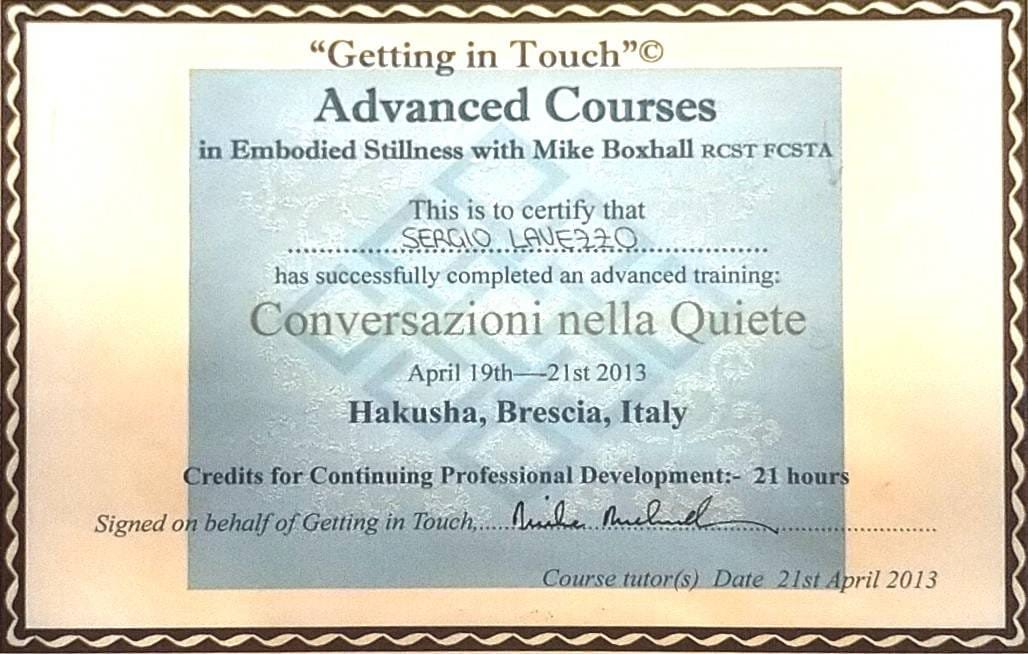 “Getting in Touch”©
Advanced Courses
in Embodied Stillness with Mike Boxhall RCST FCSTA
This is to certify that
SERGIO LAVEZZO
has successfully completed an advanced training:
Conversazioni nella Quiete
April 19th—-21st 2013
Hakusha, Brescia, Italy
Credits for Continuing Professional Development:- 21 hours
Signed on behalf of Getting in Touch,
Course tutor(s) Date 21st April 2013